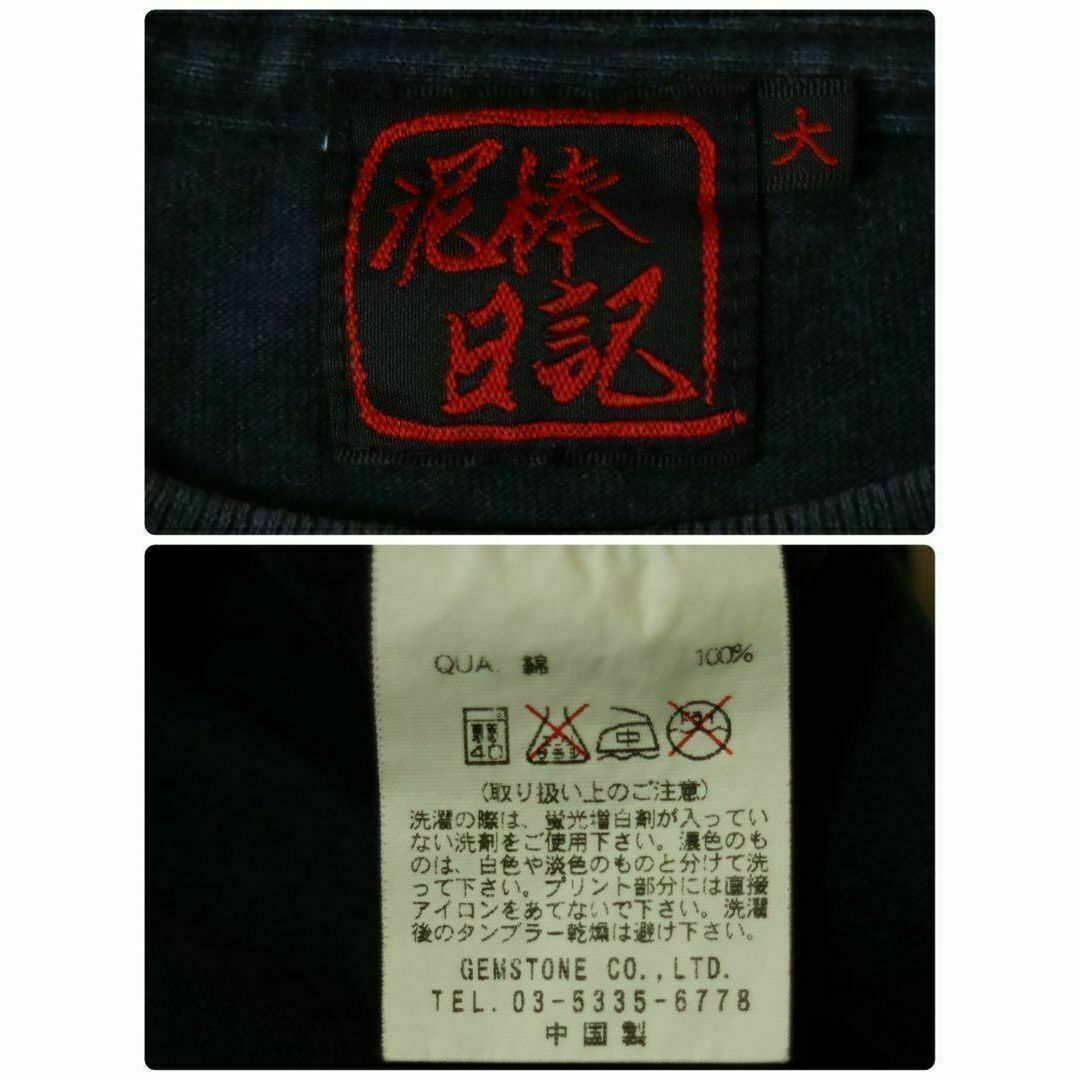 泥棒
日記
大
QUA. 綿 100%
40
中
(取り扱い上のご注意)
洗濯の際は、蛍光増白剤が入ってい
ない洗剤をご使用下さい。濃色のも
のは、白色や淡色のものと分けて洗
って下さい。プリント部分には直接
アイロンをあてないで下さい。洗濯
後のタンブラー乾燥は避け下さい。
GEMSTONE CO.,LTD.
TEL. 03-5335-6778
中国製